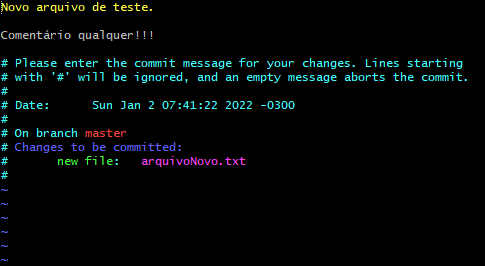 Novo arquivo de teste.

Comentário qualquer!!!

# Please enter the commit message for your changes. Lines starting
# with '#' will be ignored, and an empty message aborts the commit.
#
# Date:      Sun Jan 2 07:41:22 2022 -0300
#
# On branch master
# Changes to be committed:
#       new file:   arquivoNovo.txt
#
~
~
~
~
~
~